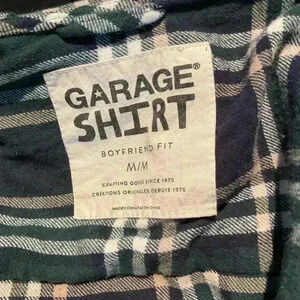 GARAGE®
SHIRT
BOYFRIEND FIT
M/M
CRAFTING GOODS SINCE 1975
CRÉATIONS ORIGINALES DEPUIS 1975